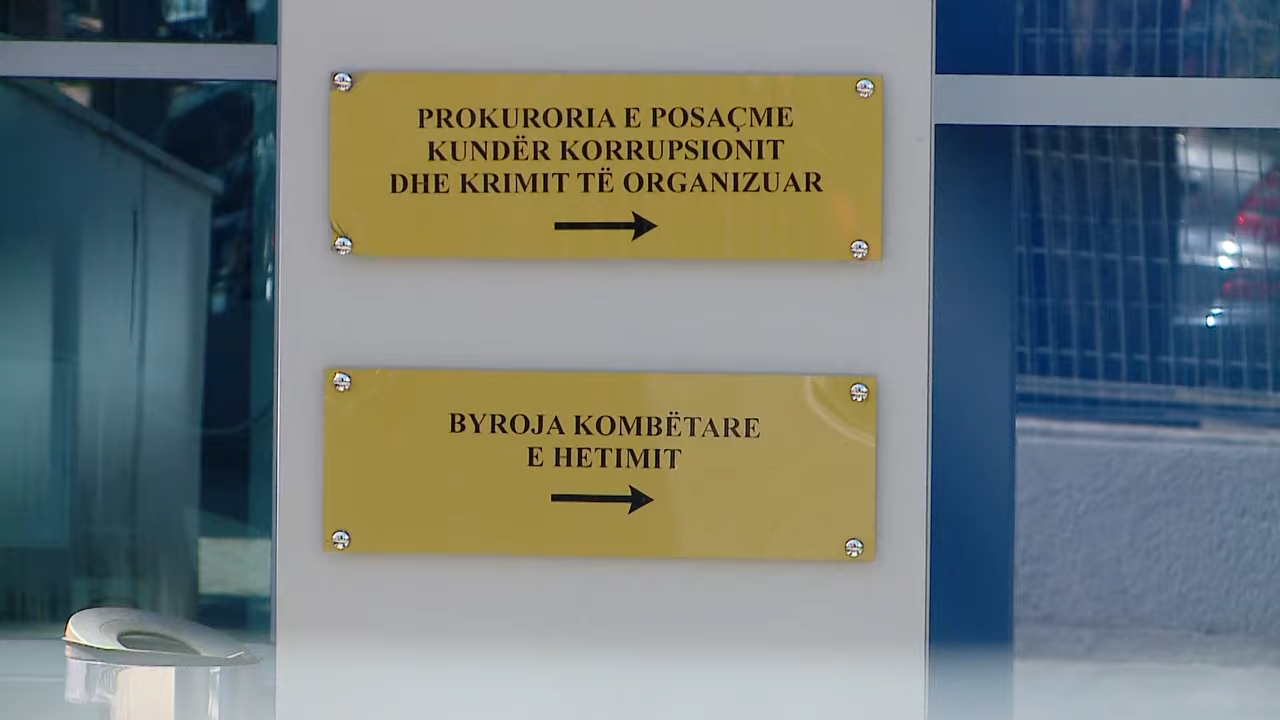 PROKURORIA E POSAÇME
KUNDËR KORRUPSIONIT
DHE KRIMIT TË ORGANIZUAR
BYROJA KOMBËTARE
E HETIMIT